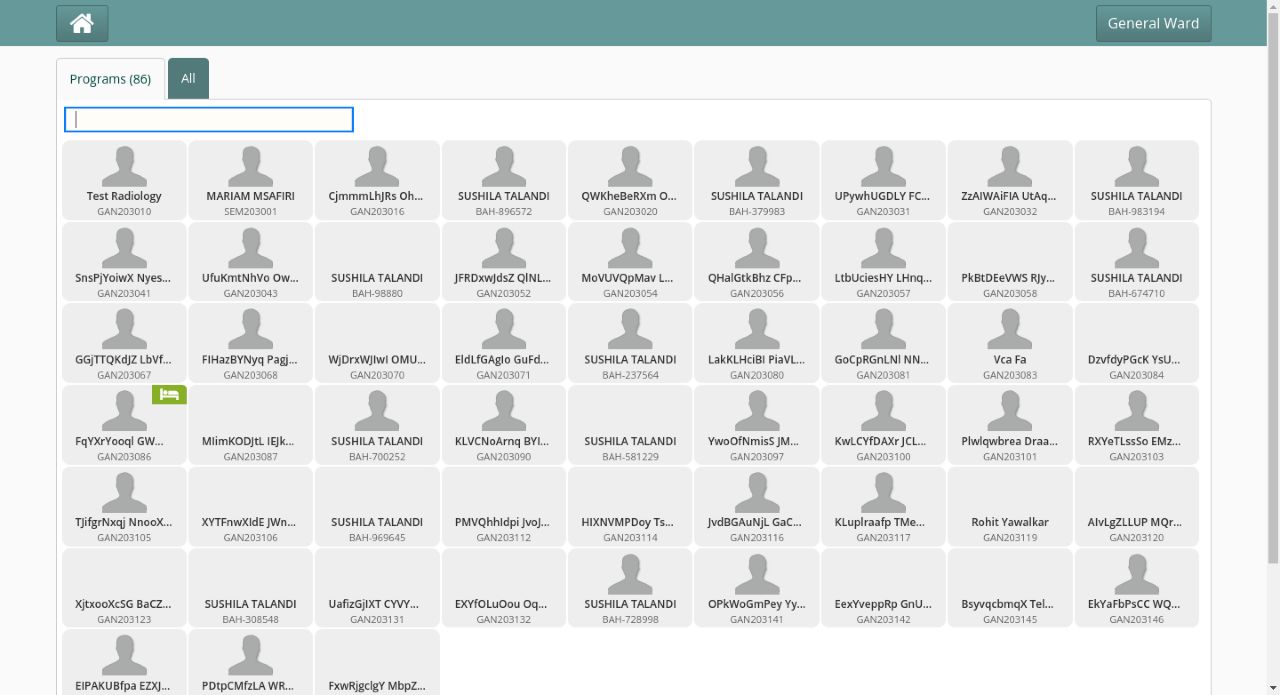 General Ward
Programs (86)
All
Test Radiology
GAN203010
MARIAM MSAFIRI
SEM203001
CjmmmLhJRs Oh...
GAN203016
SUSHILA TALANDI
BAH-896572
QWKheBeRXm O...
GAN203020
SUSHILA TALANDI
BAH-379983
UPywhUGDLY FC...
GAN203031
ZzAIWAiFIA UtAq...
GAN203032
SUSHILA TALANDI
BAH-983194
SnsPjYoiwX Nyes...
GAN203041
UfuKmtNhVo Ow...
GAN203043
SUSHILA TALANDI
BAH-98880
JFRDxwJdsZ QlNL...
GAN203052
MoVUVQpMav L...
GAN203054
QHalGtkBhz CFp...
GAN203056
LtbUciesHY LHnq...
GAN203057
PkBtDEeVWS RJy...
GAN203058
SUSHILA TALANDI
BAH-674710
GGjTTQKdJZ LbVf...
GAN203067
FIHazBYNyq Pagj...
GAN203068
WjDrxWJIwI OMU...
GAN203070
EldLfGAgIo GuFd...
GAN203071
SUSHILA TALANDI
BAH-237564
LakKLHciBI PiaVL...
GAN203080
GoCpRGnLNl NN...
GAN203081
Vca Fa
GAN203083
DzvfdyPGcK YsU...
GAN203084
FqYXrYooql GW...
GAN203086
MIimKODJtL IEJk...
GAN203087
SUSHILA TALANDI
BAH-700252
KLVCNoArnq BYI...
GAN203090
SUSHILA TALANDI
BAH-581229
YwoOfNmisS JM...
GAN203097
KwLCYfDAXr JCL...
GAN203100
Plwlqwbrea Draa...
GAN203101
RXYeTLssSo EMz...
GAN203103
TJifgrNxqj NnooX...
GAN203105
XYTFnwXIdE JWn...
GAN203106
SUSHILA TALANDI
BAH-969645
PMVQhhIdpi JvoJ...
GAN203112
HIXNVMPDoy Ts...
GAN203114
JvdBGAuNjL GaC...
GAN203116
KLuplraafp TMe...
GAN203117
Rohit Yawalkar
GAN203119
AIvLgZLLUP MQr...
GAN203120
XjtxooXcSG BaCZ...
GAN203123
SUSHILA TALANDI
BAH-308548
UafizGjIXT CYVY...
GAN203131
EXYfOLuOou Oq...
GAN203132
SUSHILA TALANDI
BAH-728998
OPkWoGmPey Yy...
GAN203141
EexYveppRp GnU...
GAN203142
BsyvqcbmqX Tel...
GAN203145
EkYaFbPsCC WQ...
GAN203146
EIPAKUBfpa EZXJ...
PDtpCMfzLA WR...
FxwRjgclgY MbpZ...